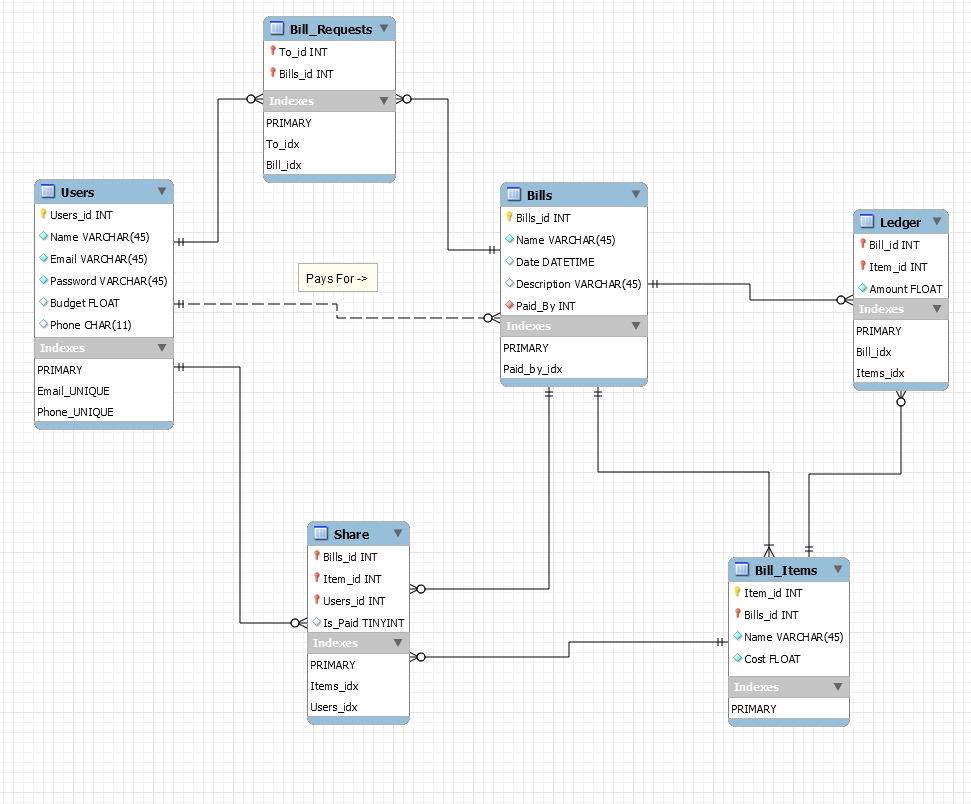 Bill_Requests
To_id INT
Bills_id INT
Indexes
PRIMARY
To_idx
Bill_idx
Users
Users_id INT
Name VARCHAR(45)
Email VARCHAR(45)
Password VARCHAR(45)
Budget FLOAT
Phone CHAR(11)
Indexes
PRIMARY
Email_UNIQUE
Phone_UNIQUE
Pays For ->
Bills
Bills_id INT
Name VARCHAR(45)
Date DATETIME
Description VARCHAR(45)
Paid_By INT
Indexes
PRIMARY
Paid_by_idx
Ledger
Bill_id INT
Item_id INT
Amount FLOAT
Indexes
PRIMARY
Bill_idx
Items_idx
Share
Bills_id INT
Item_id INT
Users_id INT
Is_Paid TINYINT
Indexes
PRIMARY
Items_idx
Users_idx
Bill_Items
Item_id INT
Bills_id INT
Name VARCHAR(45)
Cost FLOAT
Indexes
PRIMARY